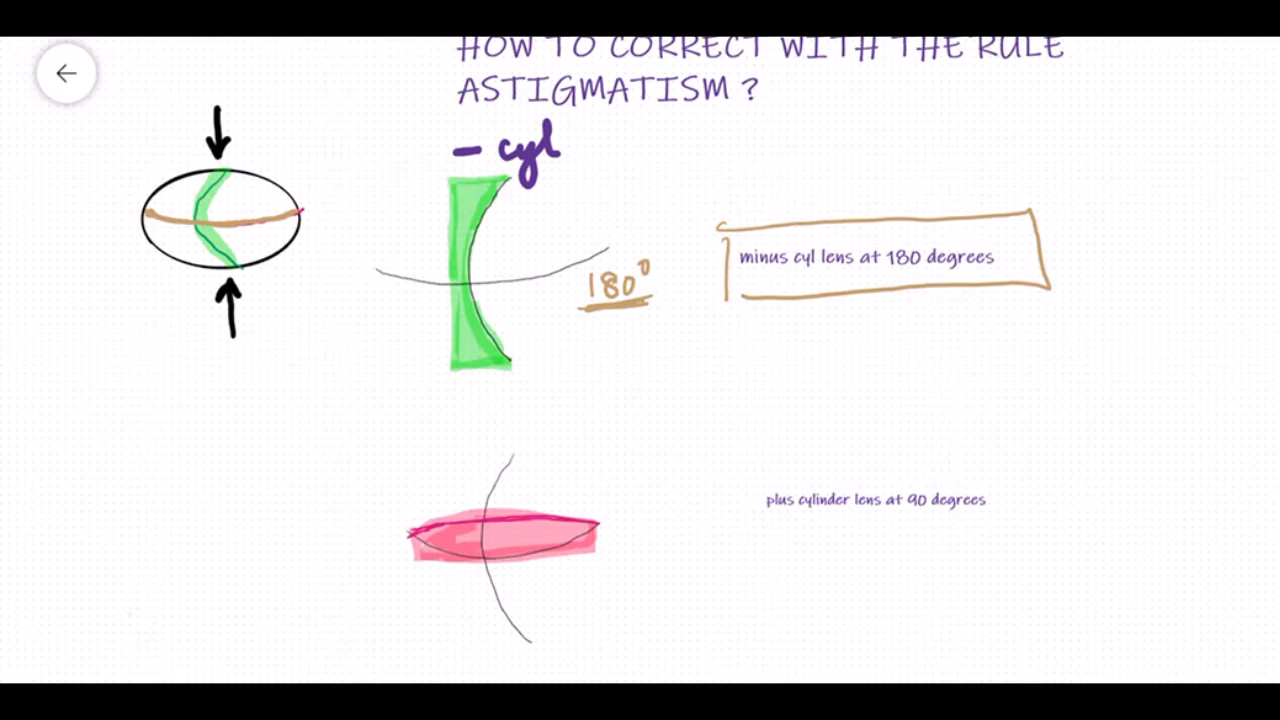 HOW TO CORRECT WITH THE RULE
ASTIGMATISM ?
- cyl
180°
minus cyl lens at 180 degrees
plus cylinder lens at 90 degrees